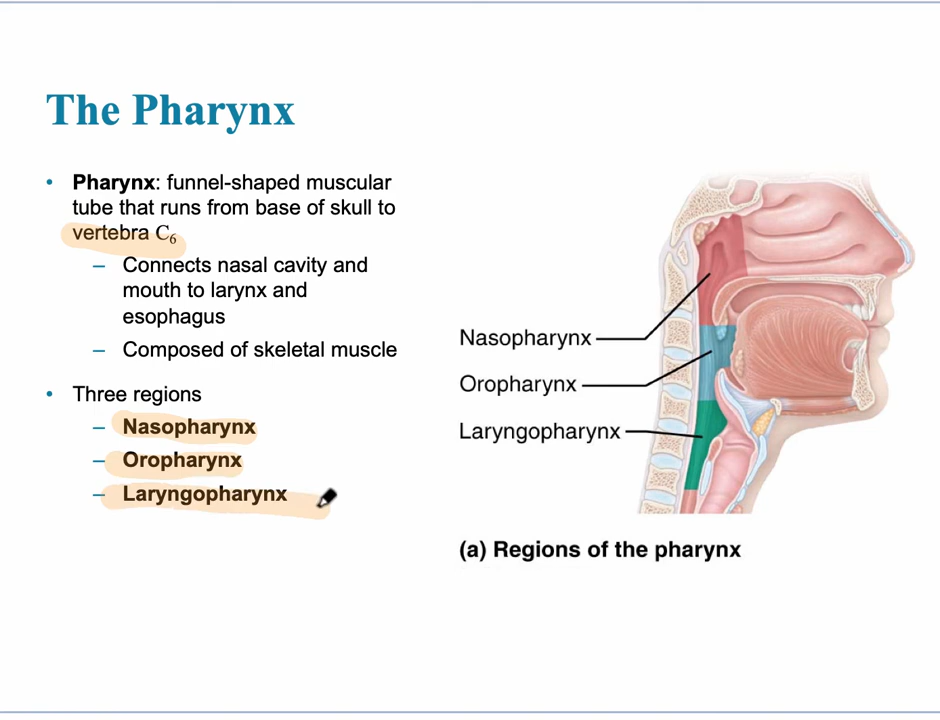 The Pharynx
• Pharynx: funnel-shaped muscular
tube that runs from base of skull to
vertebra C₆
– Connects nasal cavity and
mouth to larynx and
esophagus
– Composed of skeletal muscle
• Three regions
– Nasopharynx
– Oropharynx
– Laryngopharynx
Nasopharynx
Oropharynx
Laryngopharynx
(a) Regions of the pharynx